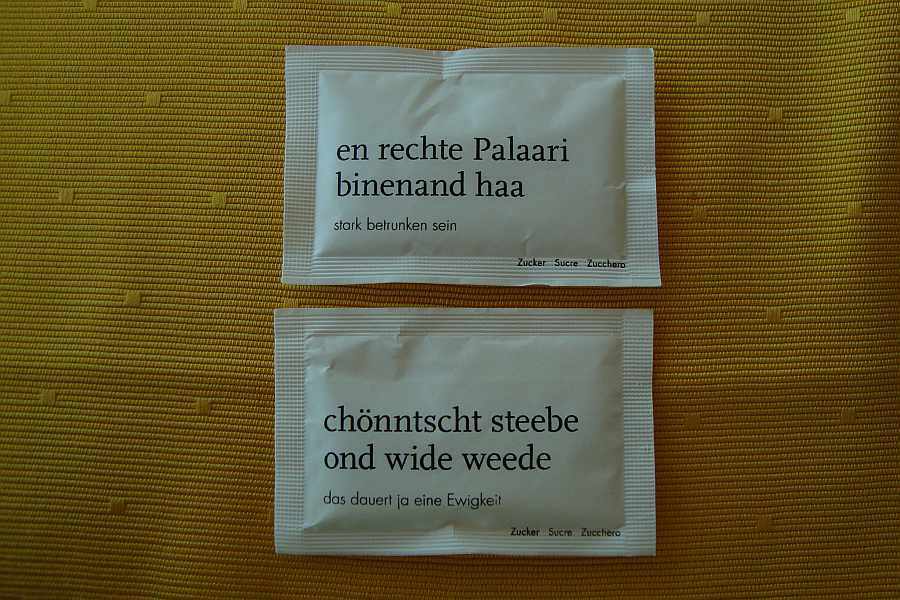 en rechte Palaari
binenand haa
stark betrunken sein
Zucker Sucre Zucchero
chönntscht steebe
ond wide weede
das dauert ja eine Ewigkeit
Zucker Sucre Zucchero